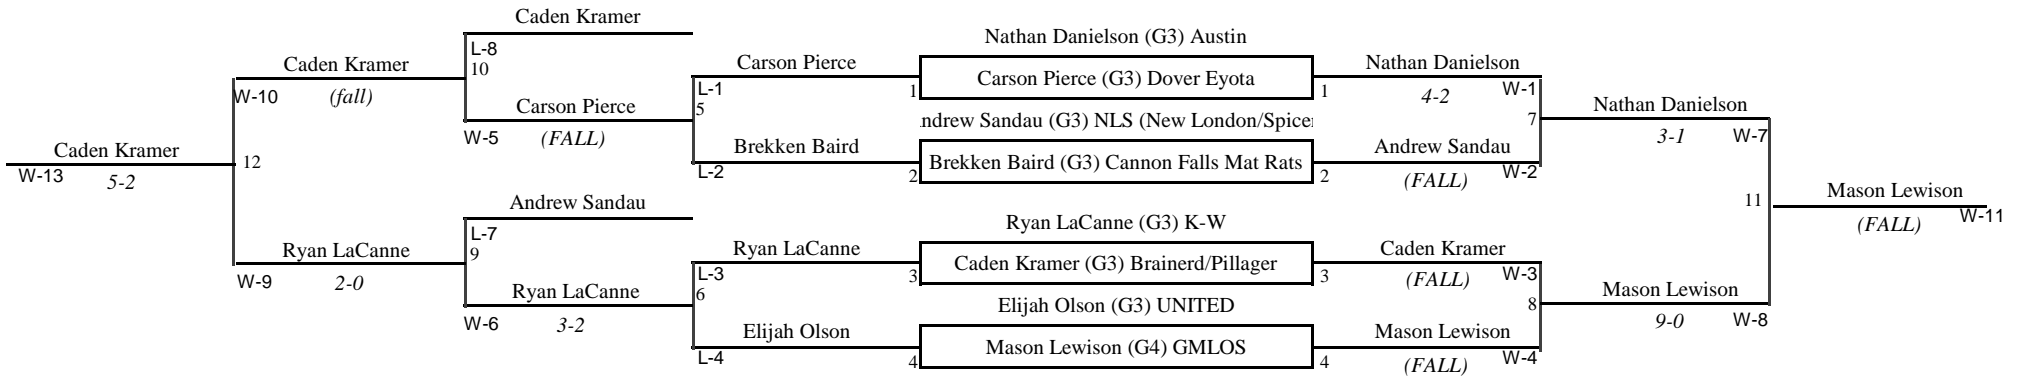 Caden Kramer
L-8
10
Nathan Danielson (G3) Austin
Caden Kramer
Carson Pierce
Carson Pierce (G3) Dover Eyota
Nathan Danielson
W-10
(fall)
L-1
1
1
4-2
W-1
Carson Pierce
5
Nathan Danielson
W-5
(FALL)
ndrew Sandau (G3) NLS (New London/Spicer
7
3-1
W-7
Caden Kramer
12
Brekken Baird
Brekken Baird (G3) Cannon Falls Mat Rats
Andrew Sandau
W-13
5-2
L-2
2
2
(FALL)
W-2
Andrew Sandau
11
Mason Lewison
L-7
9
Ryan LaCanne (G3) K-W
(FALL)
W-11
Ryan LaCanne
Ryan LaCanne
Caden Kramer (G3) Brainerd/Pillager
Caden Kramer
W-9
2-0
L-3
3
3
(FALL)
W-3
Ryan LaCanne
6
Elijah Olson (G3) UNITED
8
Mason Lewison
W-6
3-2
9-0
W-8
Elijah Olson
Mason Lewison (G4) GMLOS
Mason Lewison
L-4
4
4
(FALL)
W-4